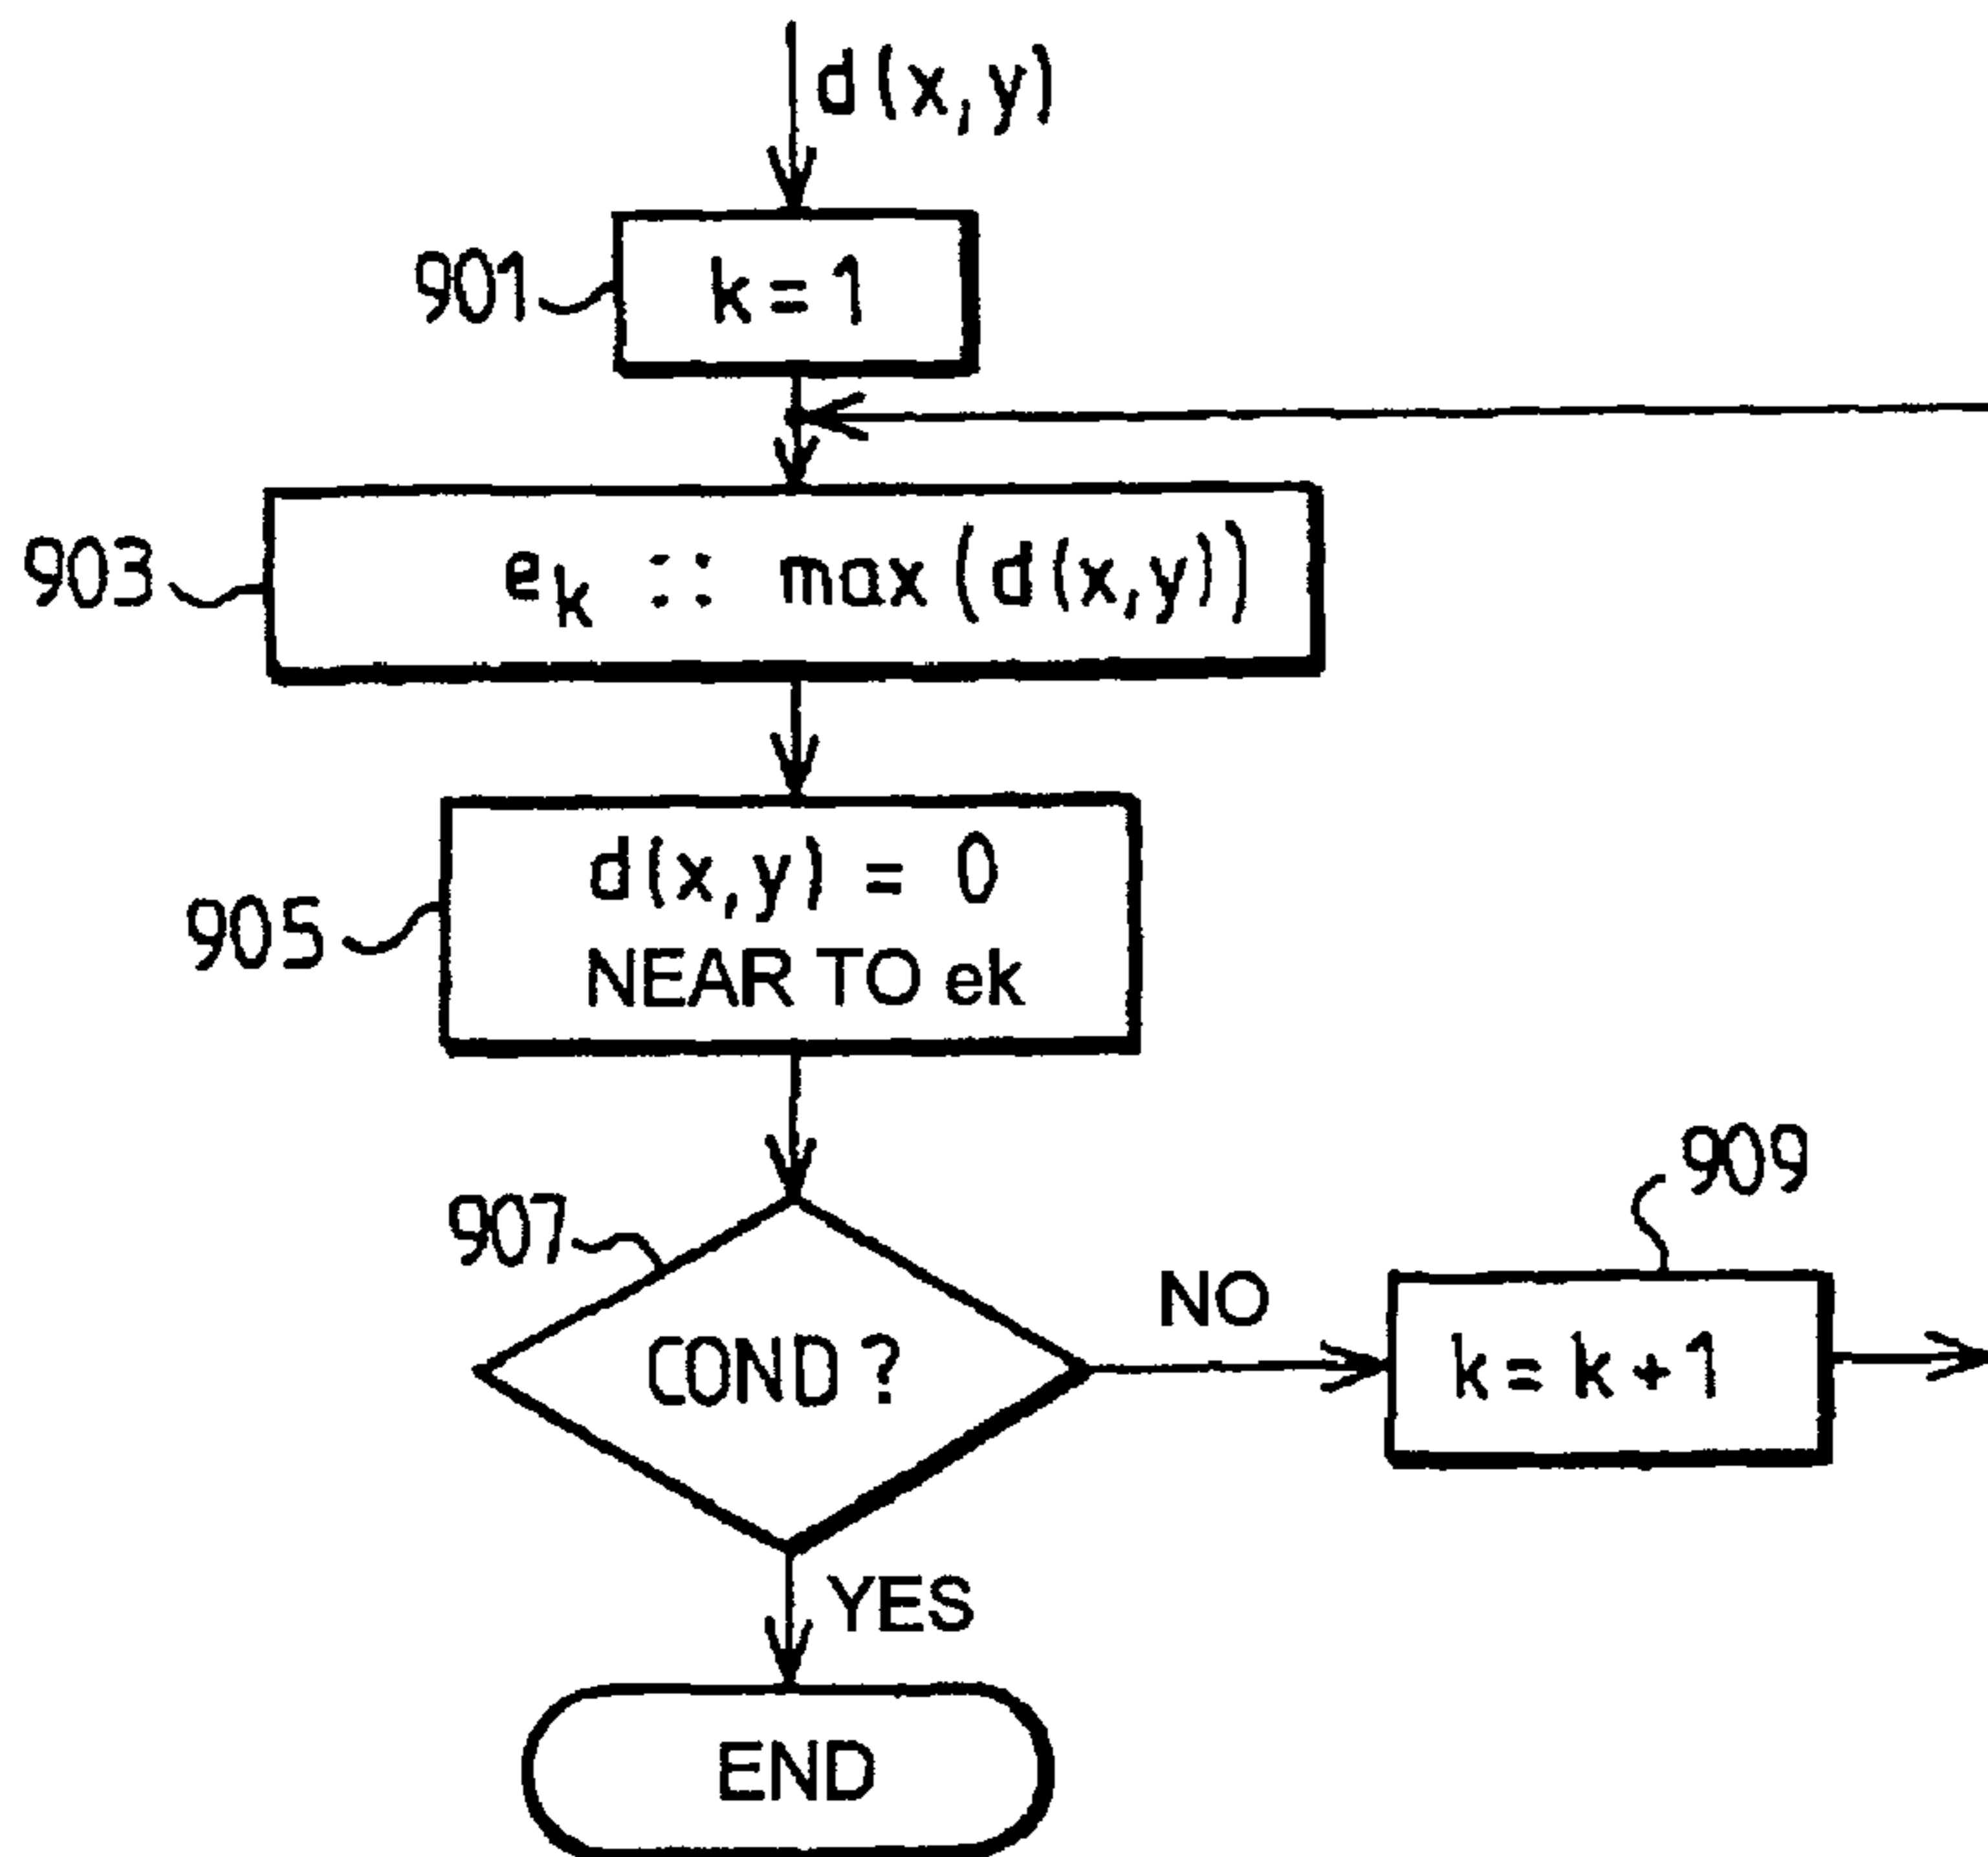 d(x,y)
901
k=1
903
e_k :: max(d(x,y))
905
d(x,y) = 0
NEAR TO ek
907
COND ?
NO
909
k = k + 1
YES
END